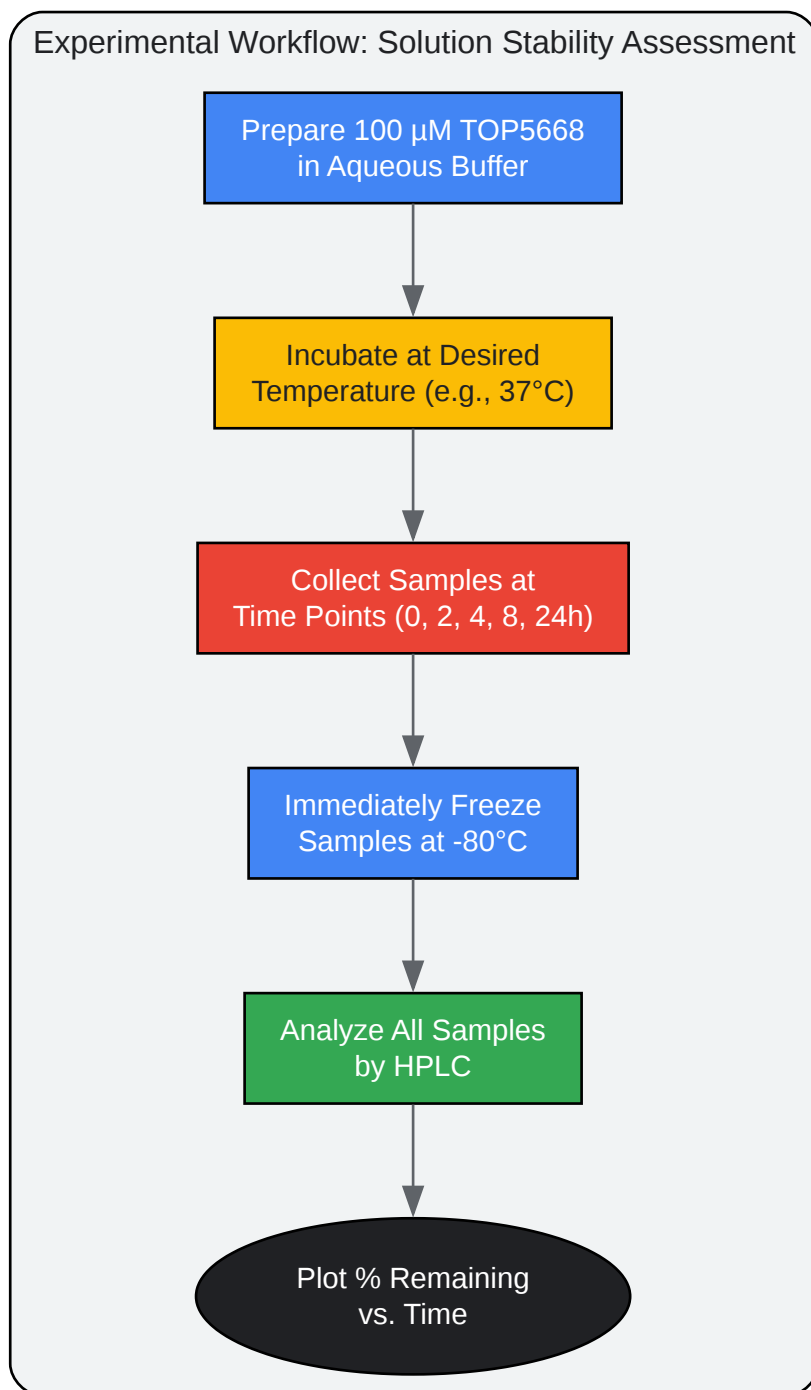 Experimental Workflow: Solution Stability Assessment
Prepare 100 µM TOP5668
in Aqueous Buffer
Incubate at Desired
Temperature (e.g., 37°C)
Collect Samples at
Time Points (0, 2, 4, 8, 24h)
Immediately Freeze
Samples at -80°C
Analyze All Samples
by HPLC
Plot % Remaining
vs. Time